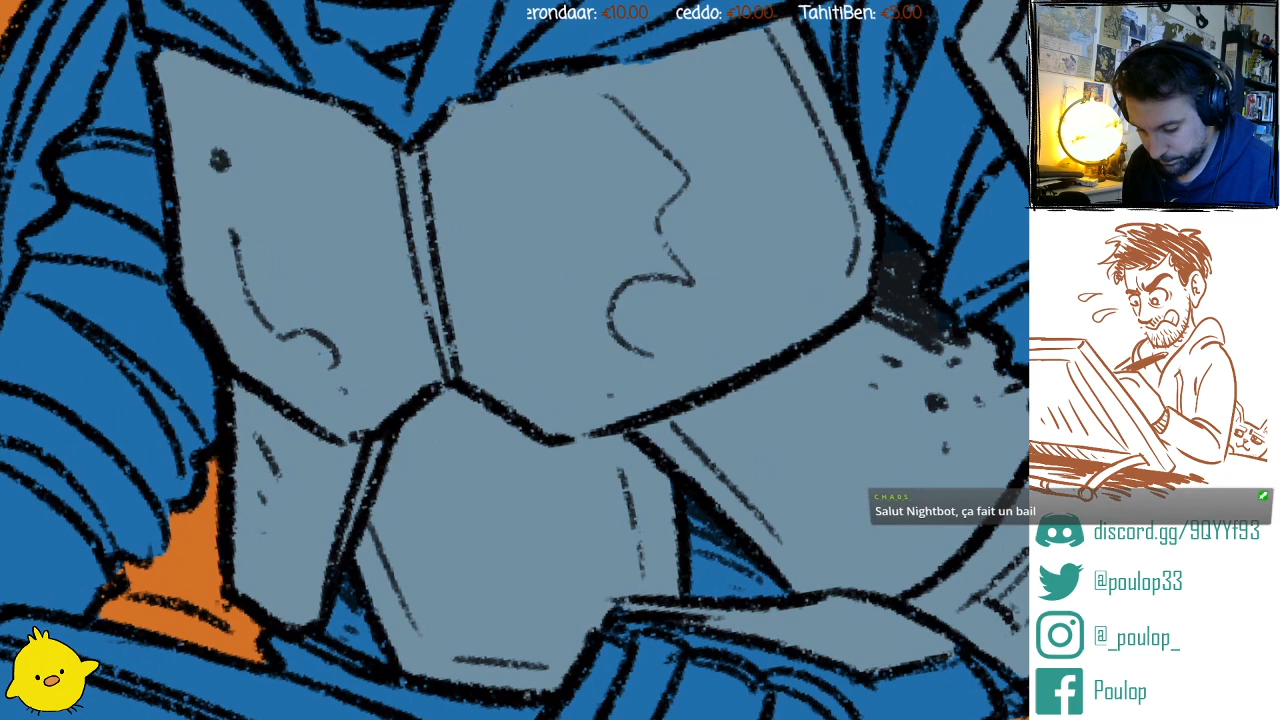 erondaar: €10.00 ceddo: €10.00 TahitiBen: €5.00
CHAOS
Salut Nightbot, ça fait un bail
discord.gg/9QYYf93
@poulop33
@_poulop_
Poulop